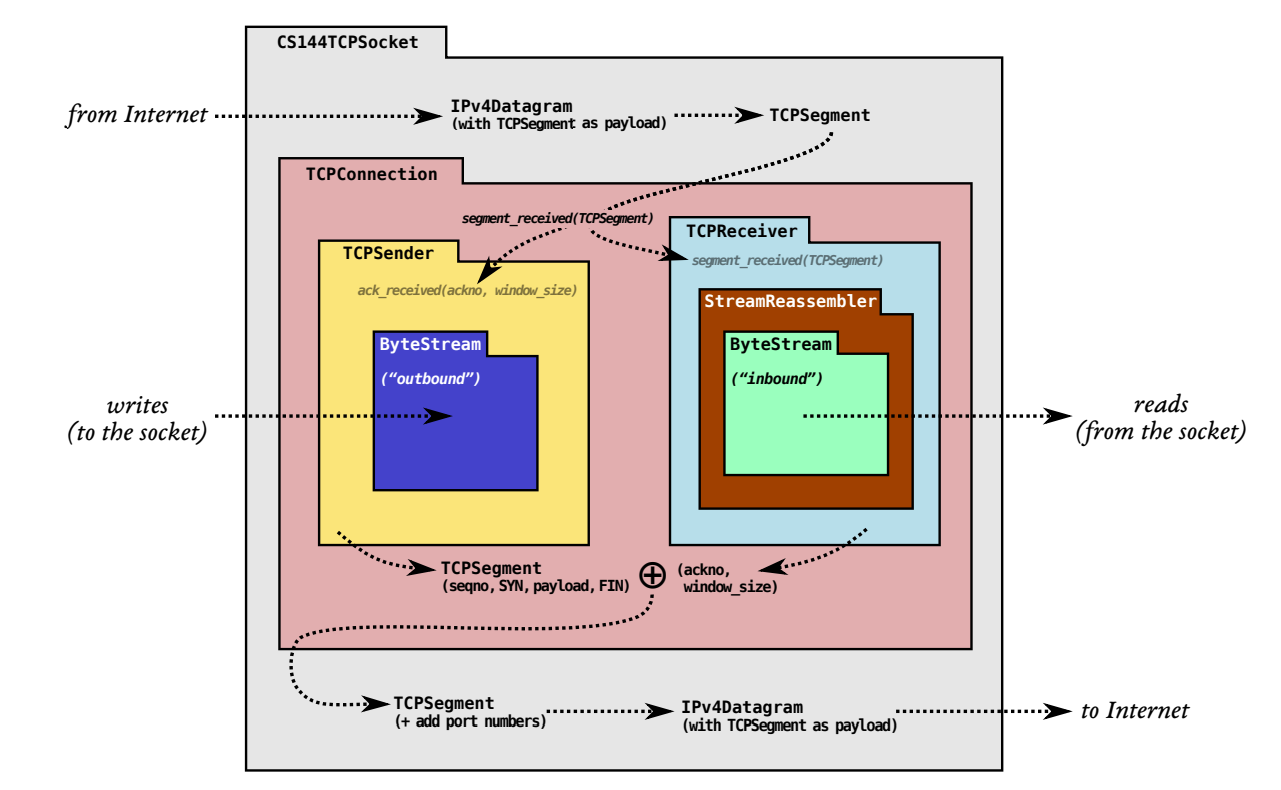 CS144TCPSocket
from Internet
IPv4Datagram
(with TCPSegment as payload)
TCPSegment
TCPConnection
segment_received(TCPSegment)
TCPSender
ack_received(ackno, window_size)
ByteStream
(“outbound”)
TCPReceiver
segment_received(TCPSegment)
StreamReassembler
ByteStream
(“inbound”)
writes
(to the socket)
reads
(from the socket)
TCPSegment
(seqno, SYN, payload, FIN)
⊕
(ackno,
window_size)
TCPSegment
(+ add port numbers)
IPv4Datagram
(with TCPSegment as payload)
to Internet